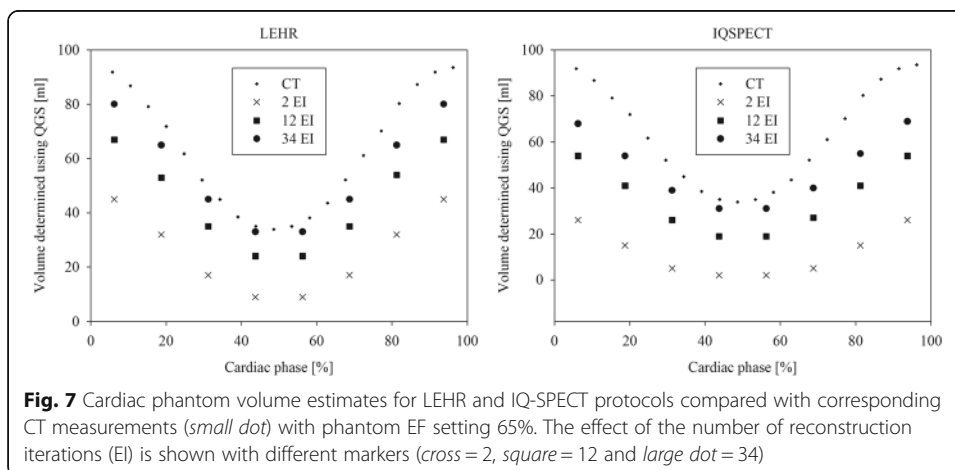 LEHR
100
80
60
40
20
0
0 20 40 60 80 100
Volume determined using QGS [ml]
Cardiac phase [%]
CT
2 EI
12 EI
34 EI
IQSPECT
100
80
60
40
20
0
0 20 40 60 80 100
Volume determined using QGS [ml]
Cardiac phase [%]
CT
2 EI
12 EI
34 EI
Fig. 7 Cardiac phantom volume estimates for LEHR and IQ-SPECT protocols compared with corresponding
CT measurements (small dot) with phantom EF setting 65%. The effect of the number of reconstruction
iterations (EI) is shown with different markers (cross = 2, square = 12 and large dot = 34)